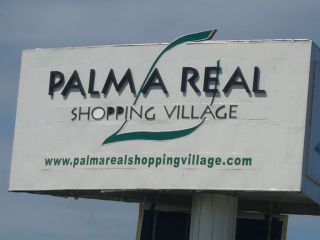 PALMA REAL
SHOPPING VILLAGE
www.palmarealshoppingvillage.com